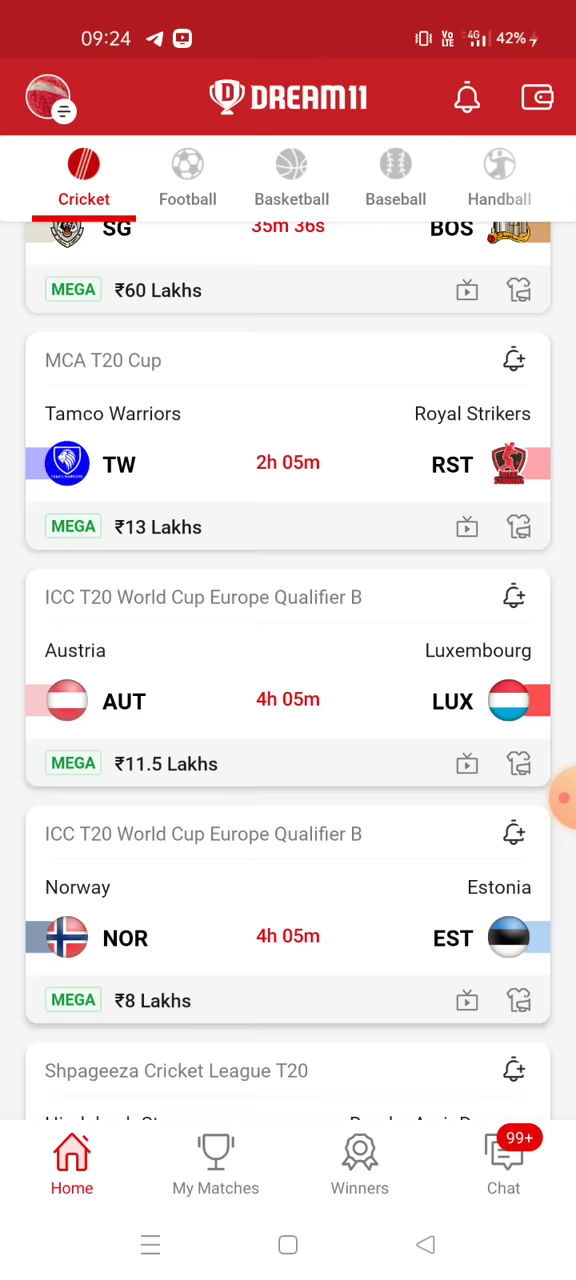 09:24 Vo LTE 4G 42%
DREAM11
Cricket Football Basketball Baseball Handball
SG 35m 36s BOS
MEGA ₹60 Lakhs
MCA T20 Cup
Tamco Warriors Royal Strikers
TW 2h 05m RST
MEGA ₹13 Lakhs
ICC T20 World Cup Europe Qualifier B
Austria Luxembourg
AUT 4h 05m LUX
MEGA ₹11.5 Lakhs
ICC T20 World Cup Europe Qualifier B
Norway Estonia
NOR 4h 05m EST
MEGA ₹8 Lakhs
Shpageeza Cricket League T20
99+
Home My Matches Winners Chat